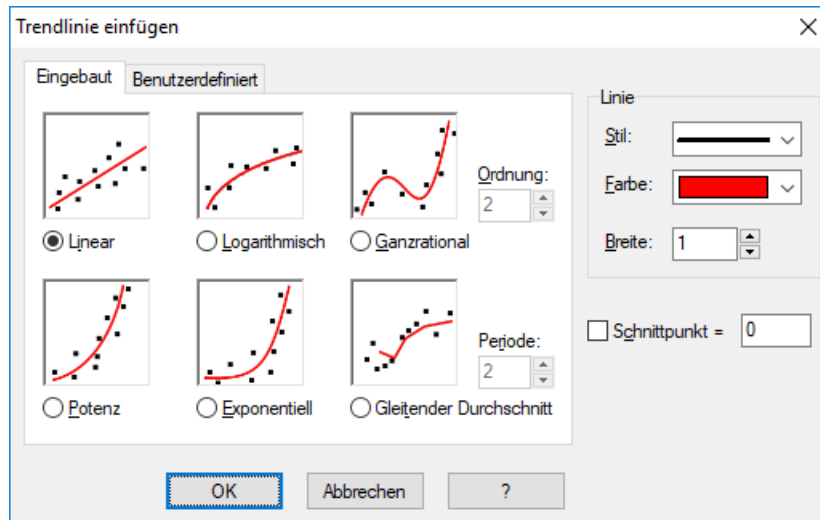 Trendlinie einfügen
Eingebaut
Benutzerdefiniert
Linear
Logarithmisch
Ganzrational
Ordnung:
2
Potenz
Exponentiell
Gleitender Durchschnitt
Periode:
2
Linie
Stil:
Farbe:
Breite:
1
Schnittpunkt =
0
OK
Abbrechen
?